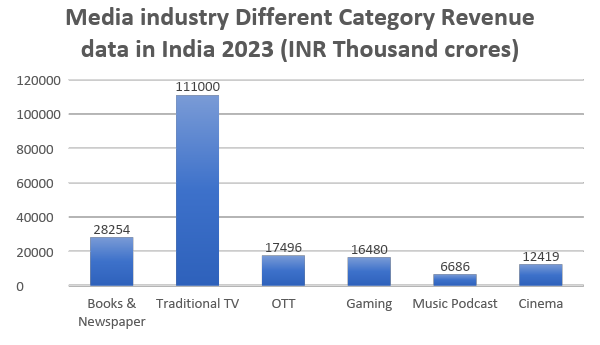 Media industry Different Category Revenue
data in India 2023 (INR Thousand crores)
120000
100000
80000
60000
40000
20000
0
28254
111000
17496
16480
6686
12419
Books &
Newspaper
Traditional TV
OTT
Gaming
Music Podcast
Cinema